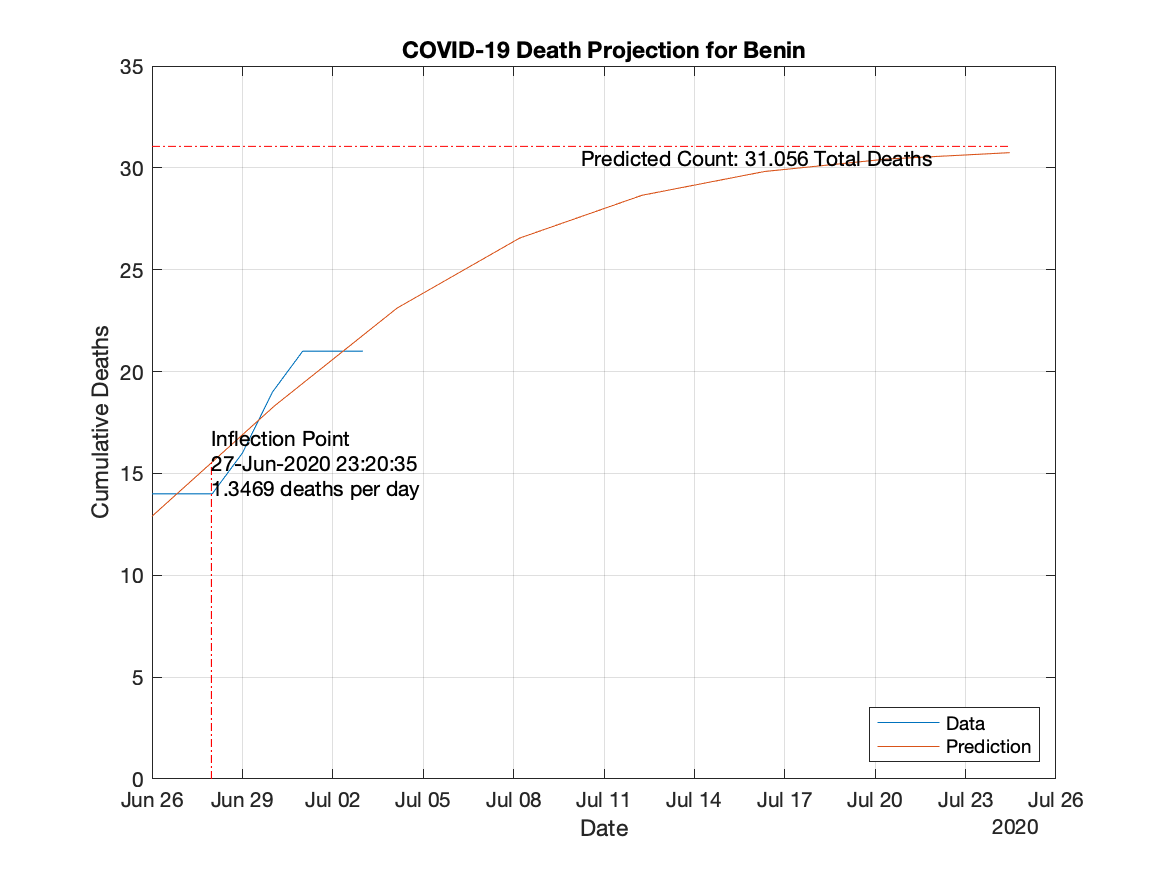 COVID-19 Death Projection for Benin
35
30
25
20
15
10
5
0
Cumulative Deaths
Predicted Count: 31.056 Total Deaths
Inflection Point
27-Jun-2020 23:20:35
1.3469 deaths per day
Data
Prediction
Jun 26 Jun 29 Jul 02 Jul 05 Jul 08 Jul 11 Jul 14 Jul 17 Jul 20 Jul 23 Jul 26
Date
2020